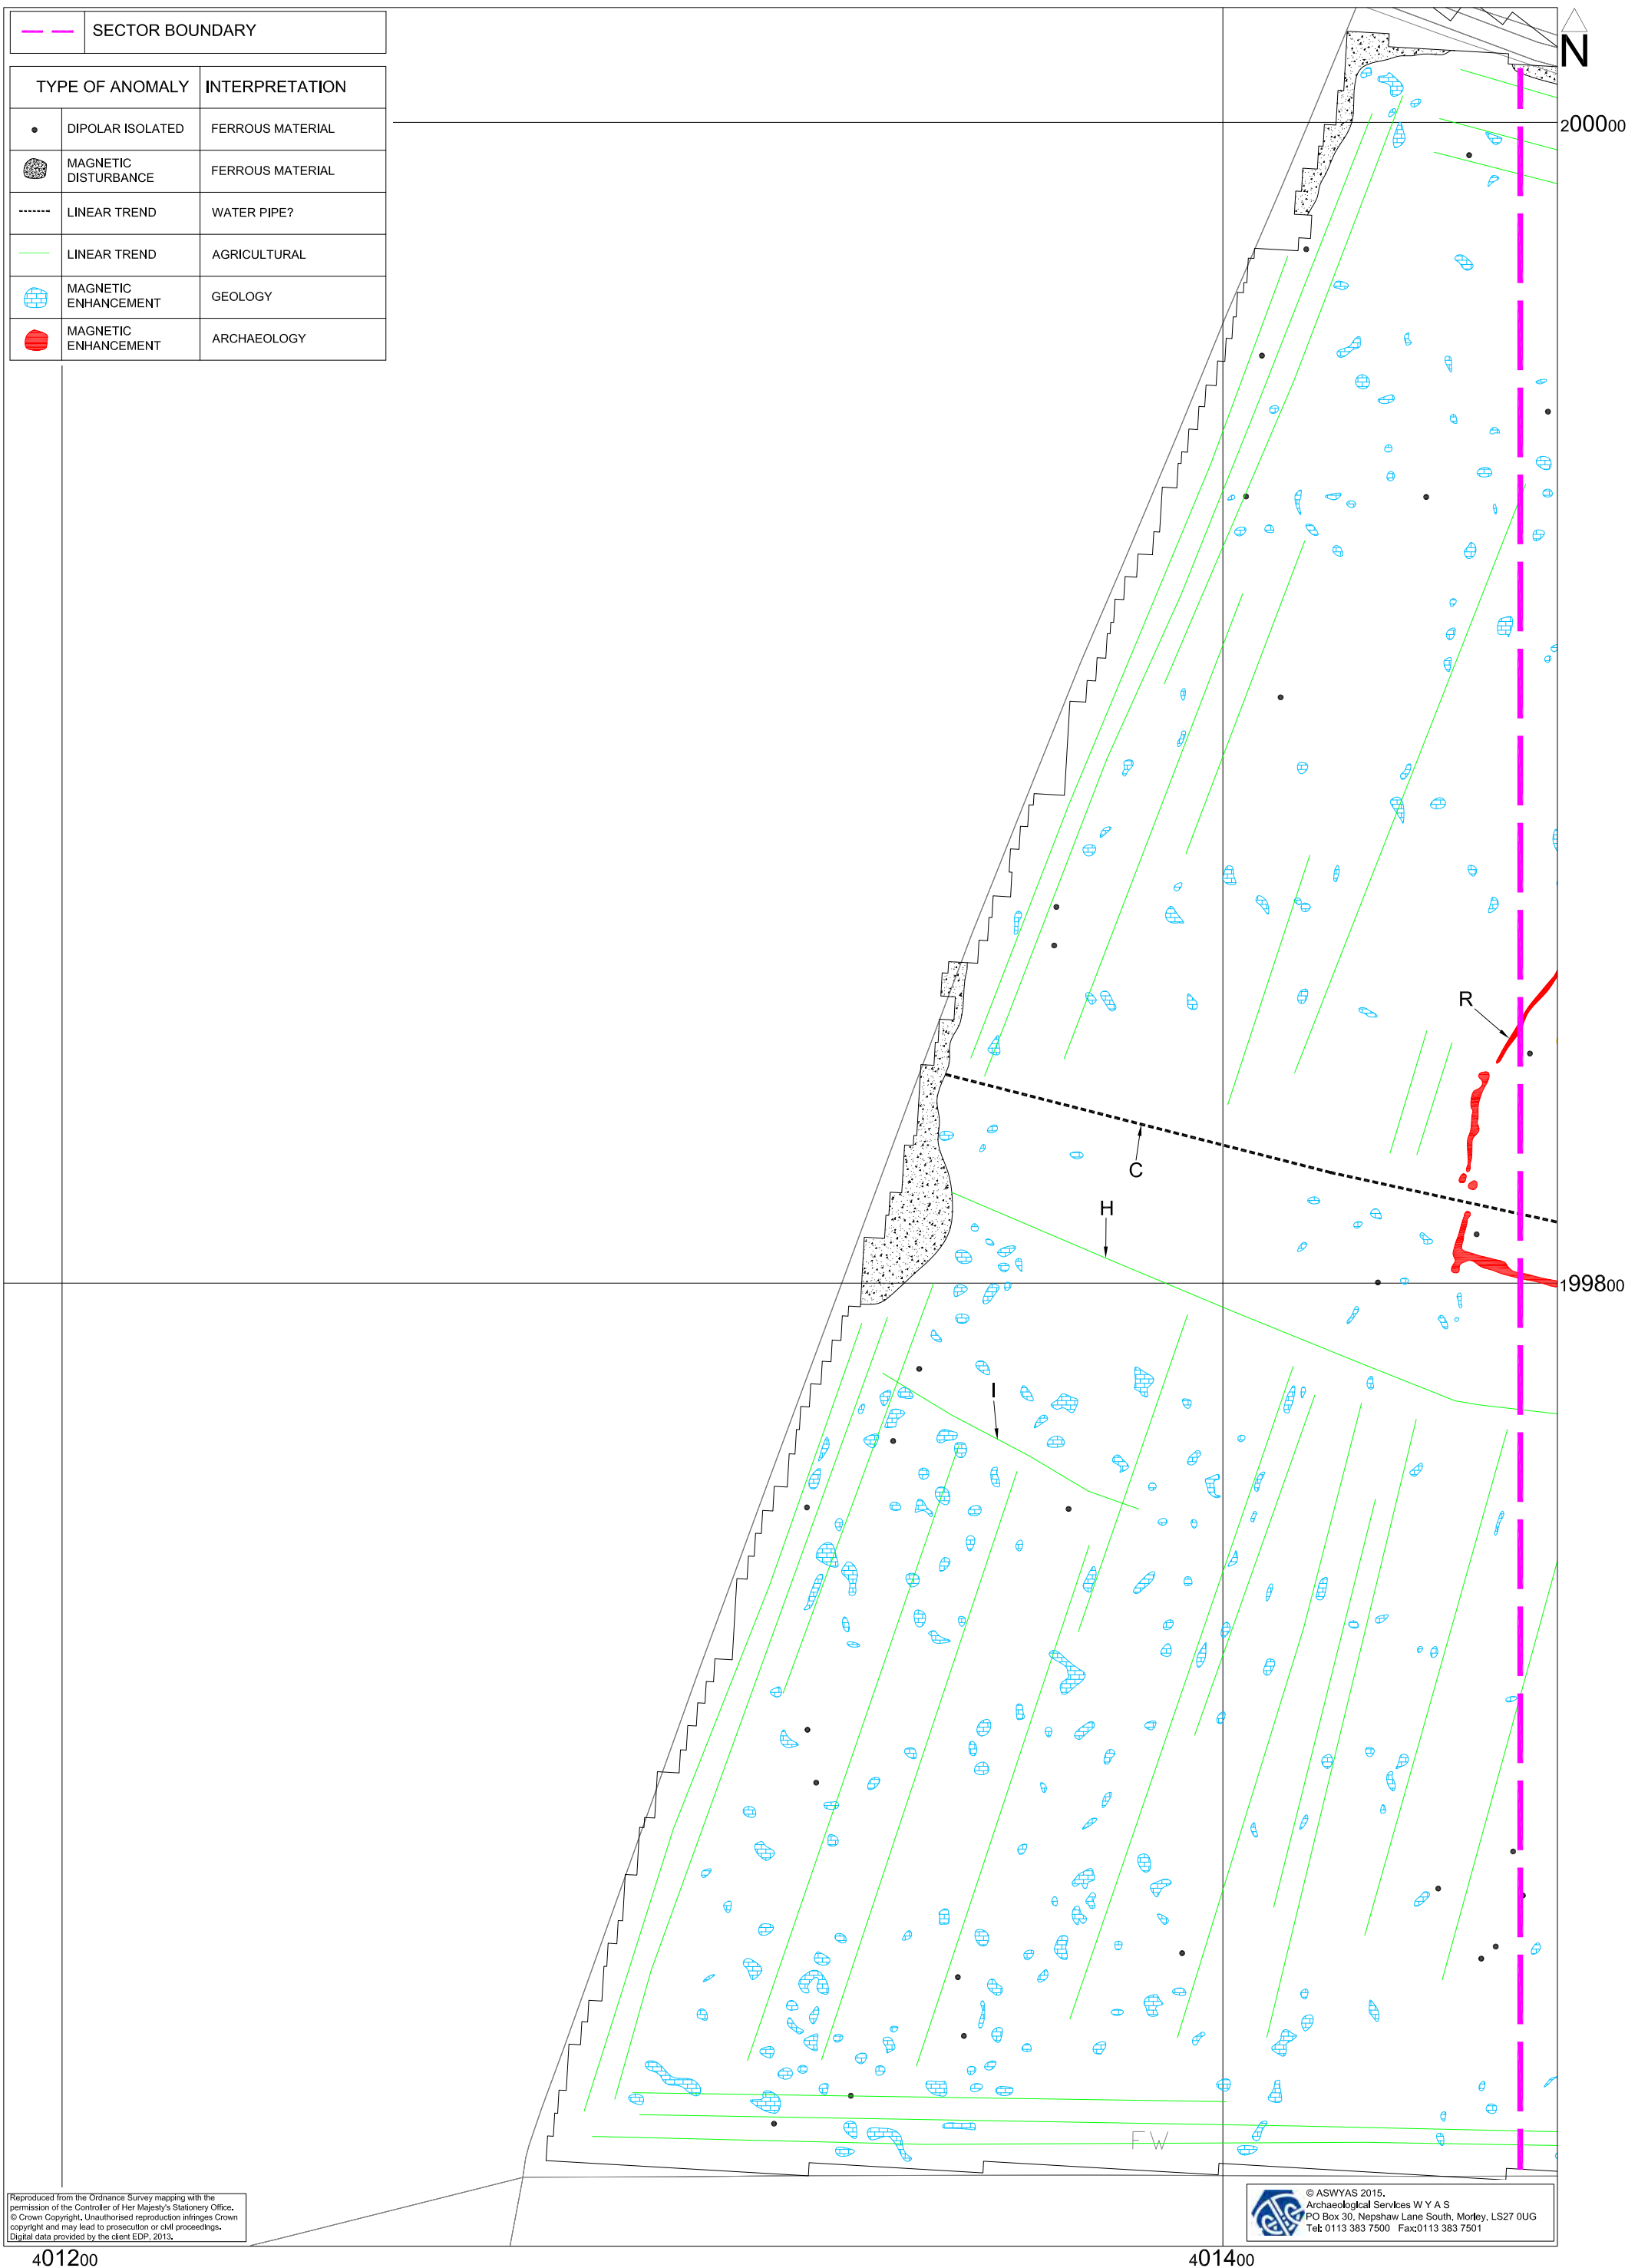 SECTOR BOUNDARY
TYPE OF ANOMALY INTERPRETATION
DIPOLAR ISOLATED FERROUS MATERIAL
MAGNETIC
DISTURBANCE
FERROUS MATERIAL
LINEAR TREND WATER PIPE?
LINEAR TREND AGRICULTURAL
MAGNETIC
ENHANCEMENT
GEOLOGY
MAGNETIC
ENHANCEMENT
ARCHAEOLOGY
N
200000
R
C
H
199800
I
FW
Reproduced from the Ordnance Survey mapping with the
permission of the Controller of Her Majesty's Stationery Office.
© Crown Copyright. Unauthorised reproduction infringes Crown
copyright and may lead to prosecution or civil proceedings.
Digital data provided by the client EDP, 2013.
© ASWYAS 2015.
Archaeological Services W Y A S
PO Box 30, Nepshaw Lane South, Morley, LS27 0UG
Tel: 0113 383 7500 Fax:0113 383 7501
401200
401400